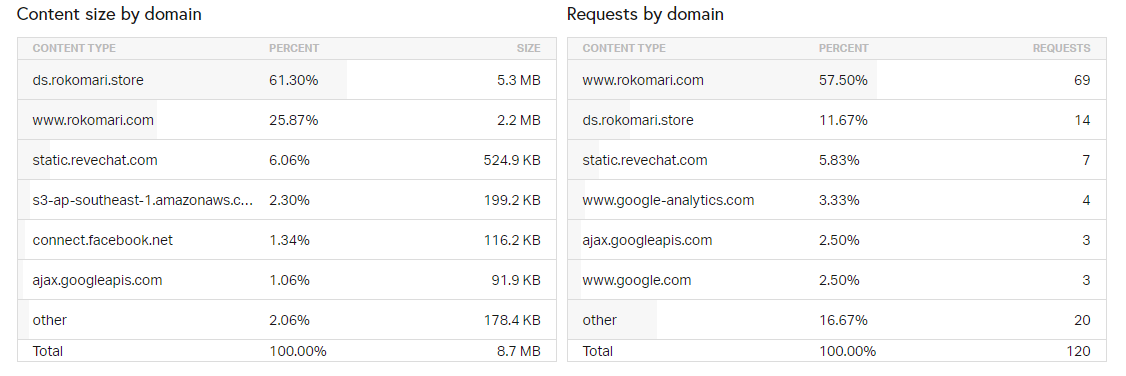 Content size by domain
CONTENT TYPE PERCENT SIZE
ds.rokomari.store 61.30% 5.3 MB
www.rokomari.com 25.87% 2.2 MB
static.revechat.com 6.06% 524.9 KB
s3-ap-southeast-1.amazonaws.c... 2.30% 199.2 KB
connect.facebook.net 1.34% 116.2 KB
ajax.googleapis.com 1.06% 91.9 KB
other 2.06% 178.4 KB
Total 100.00% 8.7 MB
Requests by domain
CONTENT TYPE PERCENT REQUESTS
www.rokomari.com 57.50% 69
ds.rokomari.store 11.67% 14
static.revechat.com 5.83% 7
www.google-analytics.com 3.33% 4
ajax.googleapis.com 2.50% 3
www.google.com 2.50% 3
other 16.67% 20
Total 100.00% 120